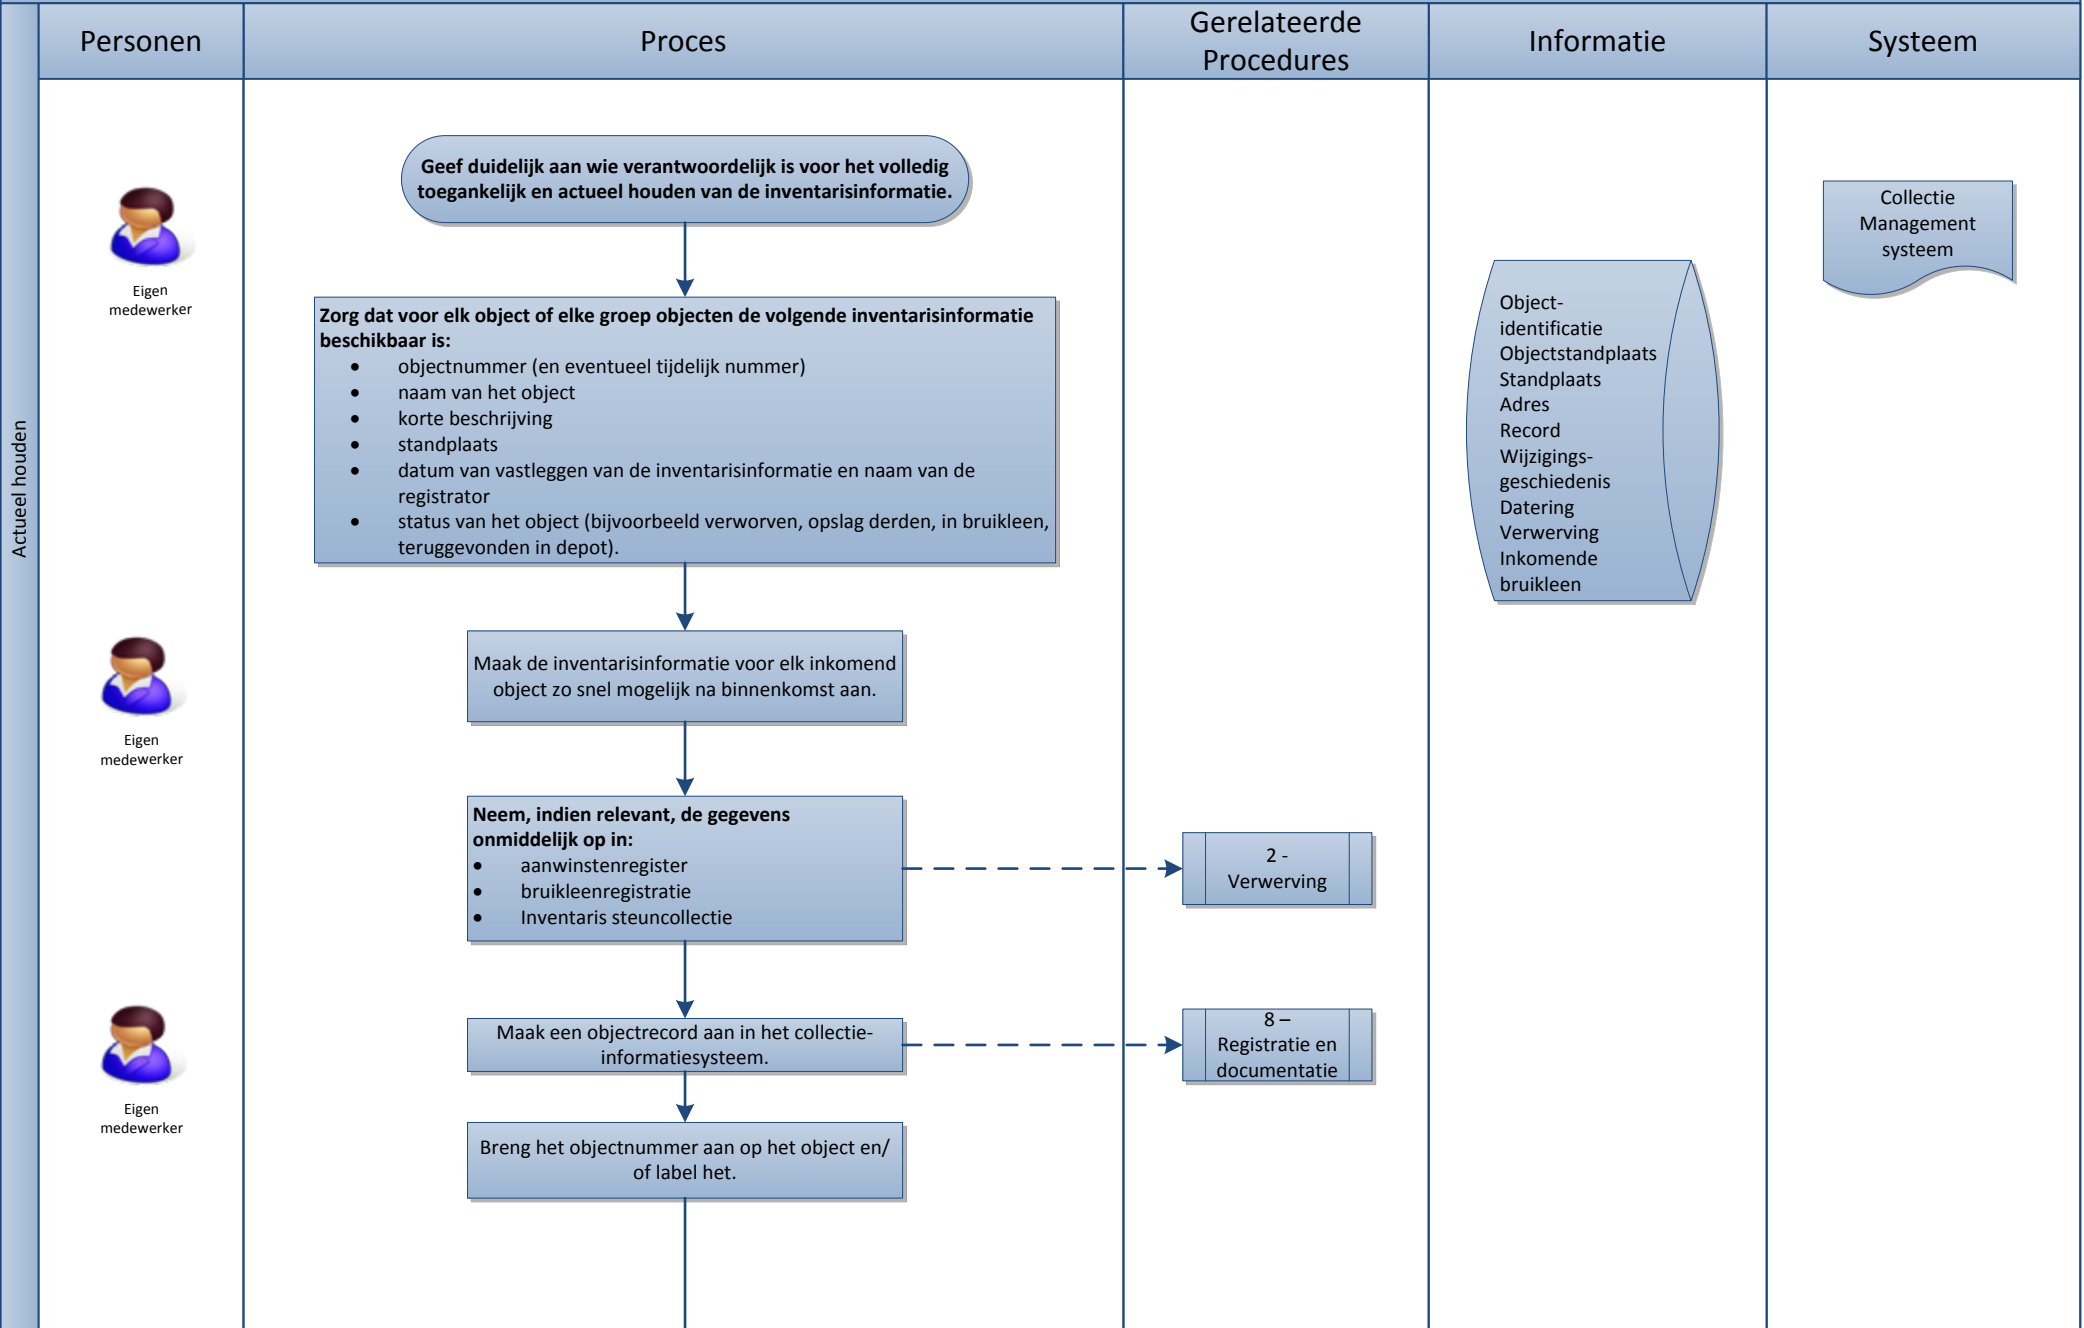 Personen
Proces
Gerelateerde
Procedures
Informatie
Systeem
Actueel houden
Eigen
medewerker
Geef duidelijk aan wie verantwoordelijk is voor het volledig
toegankelijk en actueel houden van de inventarisinformatie.
Zorg dat voor elk object of elke groep objecten de volgende inventarisinformatie
beschikbaar is:
• objectnummer (en eventueel tijdelijk nummer)
• naam van het object
• korte beschrijving
• standplaats
• datum van vastleggen van de inventarisinformatie en naam van de
registrator
• status van het object (bijvoorbeeld verworven, opslag derden, in bruikleen,
teruggevonden in depot).
Object-
identificatie
Objectstandplaats
Standplaats
Adres
Record
Wijzigings-
geschiedenis
Datering
Verwerving
Inkomende
bruikleen
Collectie
Management
systeem
Eigen
medewerker
Maak de inventarisinformatie voor elk inkomend
object zo snel mogelijk na binnenkomst aan.
Neem, indien relevant, de gegevens
onmiddelijk op in:
• aanwinstenregister
• bruikleenregistratie
• Inventaris steuncollectie
2 -
Verwerving
Eigen
medewerker
Maak een objectrecord aan in het collectie-
informatiesysteem.
8 –
Registratie en
documentatie
Breng het objectnummer aan op het object en/
of label het.